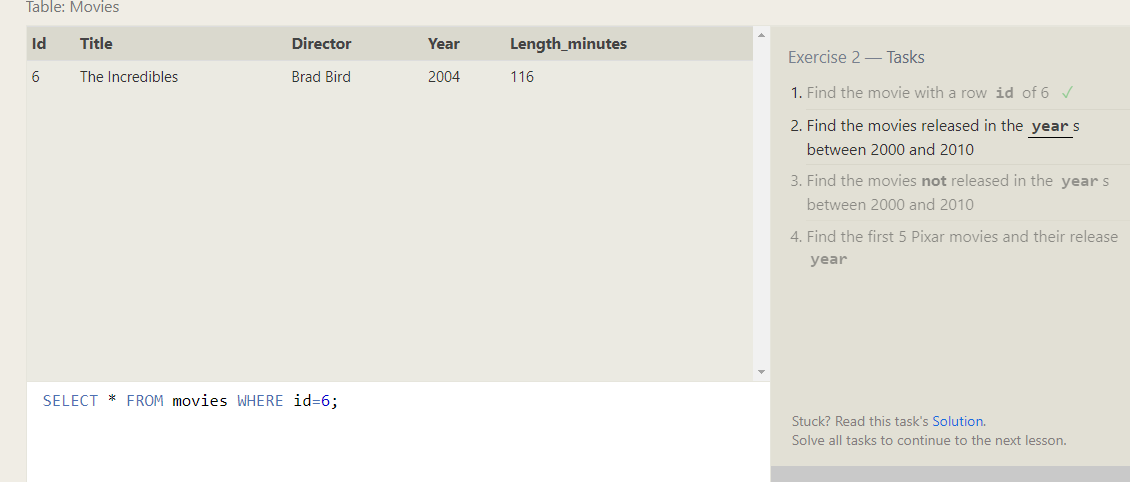 Table: Movies
Id Title Director Year Length_minutes
6 The Incredibles Brad Bird 2004 116
SELECT * FROM movies WHERE id=6;
Exercise 2 — Tasks
1. Find the movie with a row id of 6 ✓
2. Find the movies released in the year s
between 2000 and 2010
3. Find the movies not released in the year s
between 2000 and 2010
4. Find the first 5 Pixar movies and their release
year
Stuck? Read this task's Solution.
Solve all tasks to continue to the next lesson.